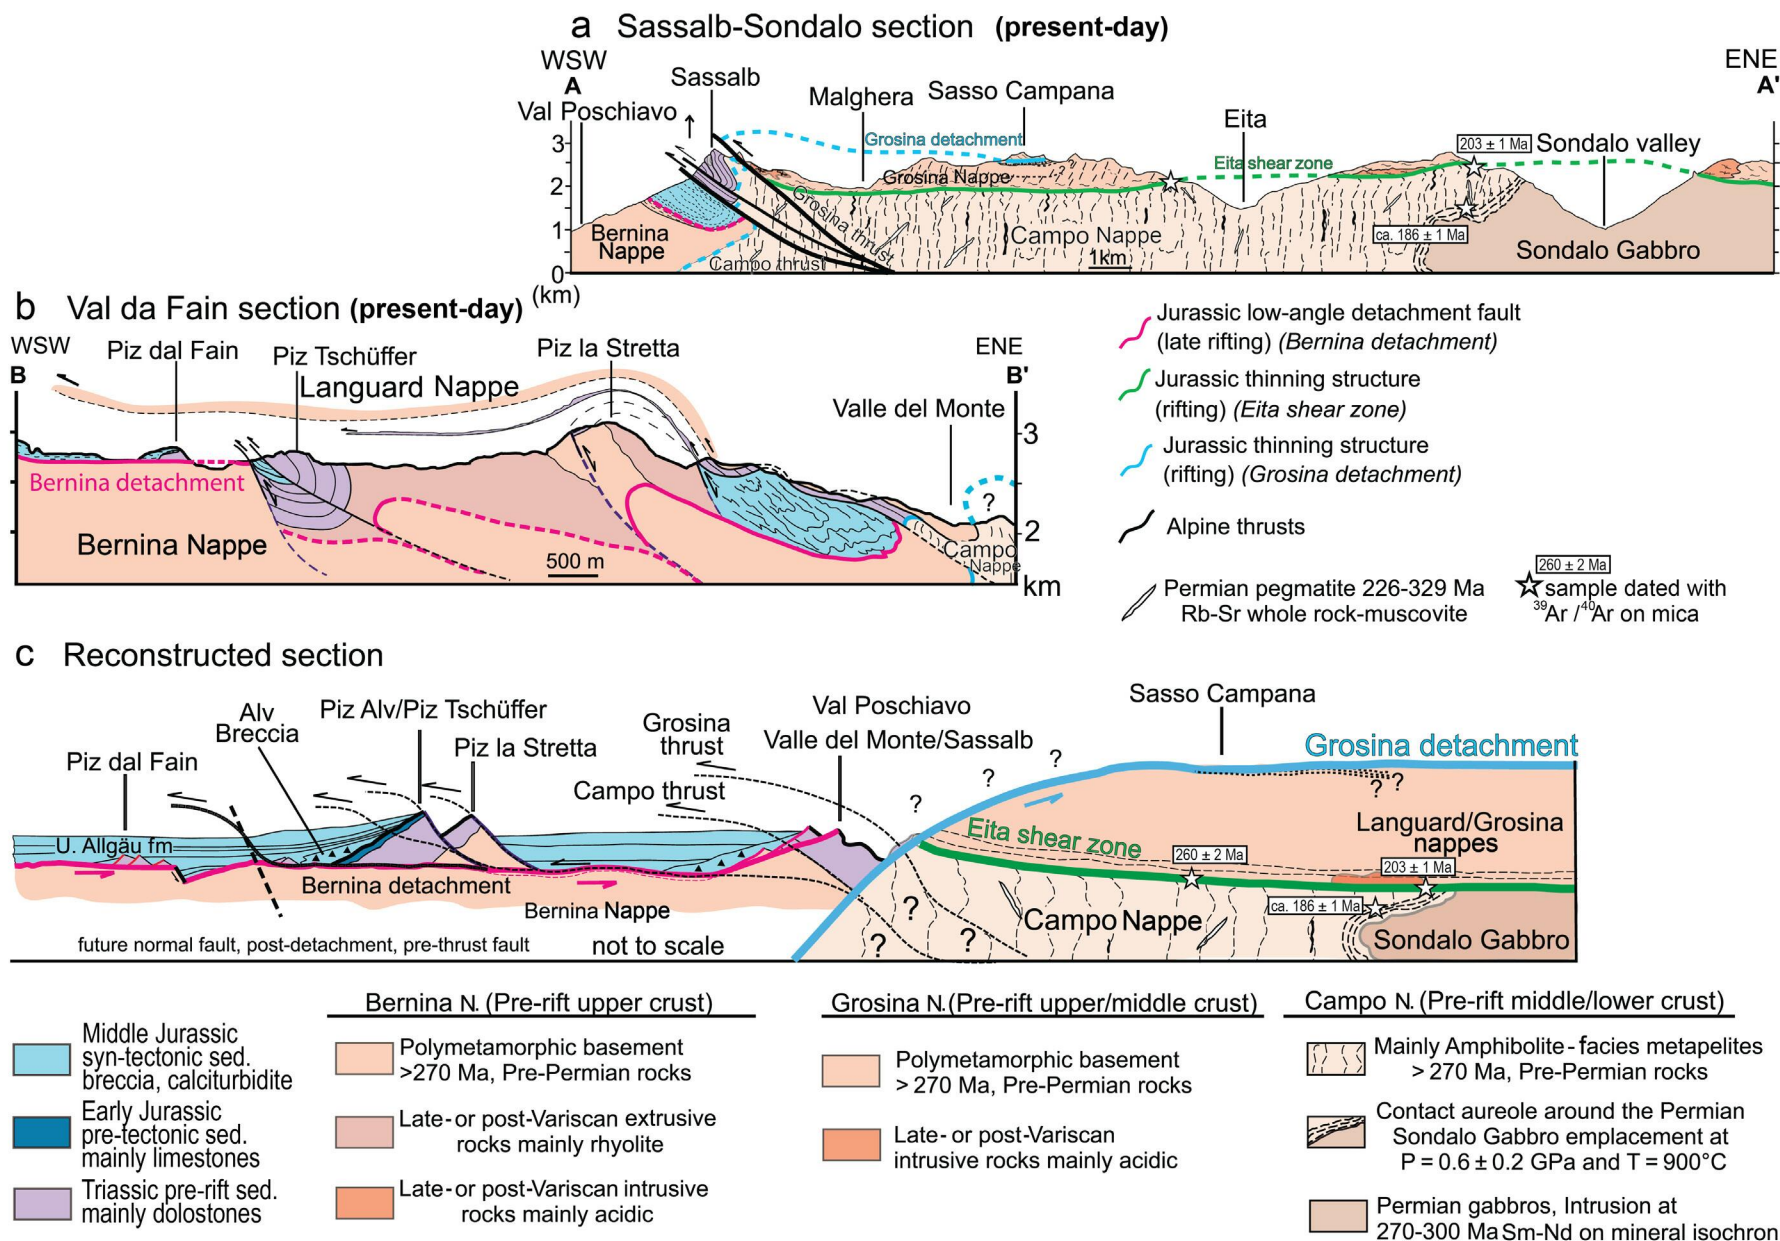 a Sassalb-Sondalo section (present-day)
WSW
A
ENE
A'
Val Poschiavo
Sassalb
Malghera
Sasso Campana
Eita
Sondalo valley
Grosina detachment
Eita shear zone
203 ± 1 Ma
ca. 186 ± 1 Ma
Grosina Nappe
Grosina thrust
Campo thrust
Bernina
Nappe
Campo Nappe
1km
Sondalo Gabbro
3
2
1
0
(km)
b Val da Fain section (present-day)
WSW
B
ENE
B'
Piz dal Fain
Piz Tschüffer
Piz la Stretta
Languard Nappe
Valle del Monte
Bernina detachment
Bernina Nappe
500 m
?
Campo
Nappe
3
2
km
Jurassic low-angle detachment fault
(late rifting) (Bernina detachment)
Jurassic thinning structure
(rifting) (Eita shear zone)
Jurassic thinning structure
(rifting) (Grosina detachment)
Alpine thrusts
Permian pegmatite 226-329 Ma
Rb-Sr whole rock-muscovite
260 ± 2 Ma
sample dated with
39Ar /40Ar on mica
c Reconstructed section
Piz dal Fain
Alv
Breccia
Piz Alv/Piz Tschüffer
Piz la Stretta
Grosina
thrust
Campo thrust
Val Poschiavo
Valle del Monte/Sassalb
Sasso Campana
Grosina detachment
? ? ?
? ?
U. Allgäu fm
Eita shear zone
Languard/Grosina
nappes
260 ± 2 Ma
203 ± 1 Ma
ca. 186 ± 1 Ma
Bernina detachment
Bernina Nappe
Campo Nappe
Sondalo Gabbro
? ? ?
future normal fault, post-detachment, pre-thrust fault
not to scale
Middle Jurassic
syn-tectonic sed.
breccia, calciturbidite
Early Jurassic
pre-tectonic sed.
mainly limestones
Triassic pre-rift sed.
mainly dolostones
Bernina N. (Pre-rift upper crust)
Polymetamorphic basement
>270 Ma, Pre-Permian rocks
Late- or post-Variscan extrusive
rocks mainly rhyolite
Late- or post-Variscan intrusive
rocks mainly acidic
Grosina N. (Pre-rift upper/middle crust)
Polymetamorphic basement
> 270 Ma, Pre-Permian rocks
Late- or post-Variscan
intrusive rocks mainly acidic
Campo N. (Pre-rift middle/lower crust)
Mainly Amphibolite-facies metapelites
> 270 Ma, Pre-Permian rocks
Contact aureole around the Permian
Sondalo Gabbro emplacement at
P = 0.6 ± 0.2 GPa and T = 900°C
Permian gabbros, Intrusion at
270-300 Ma Sm-Nd on mineral isochron